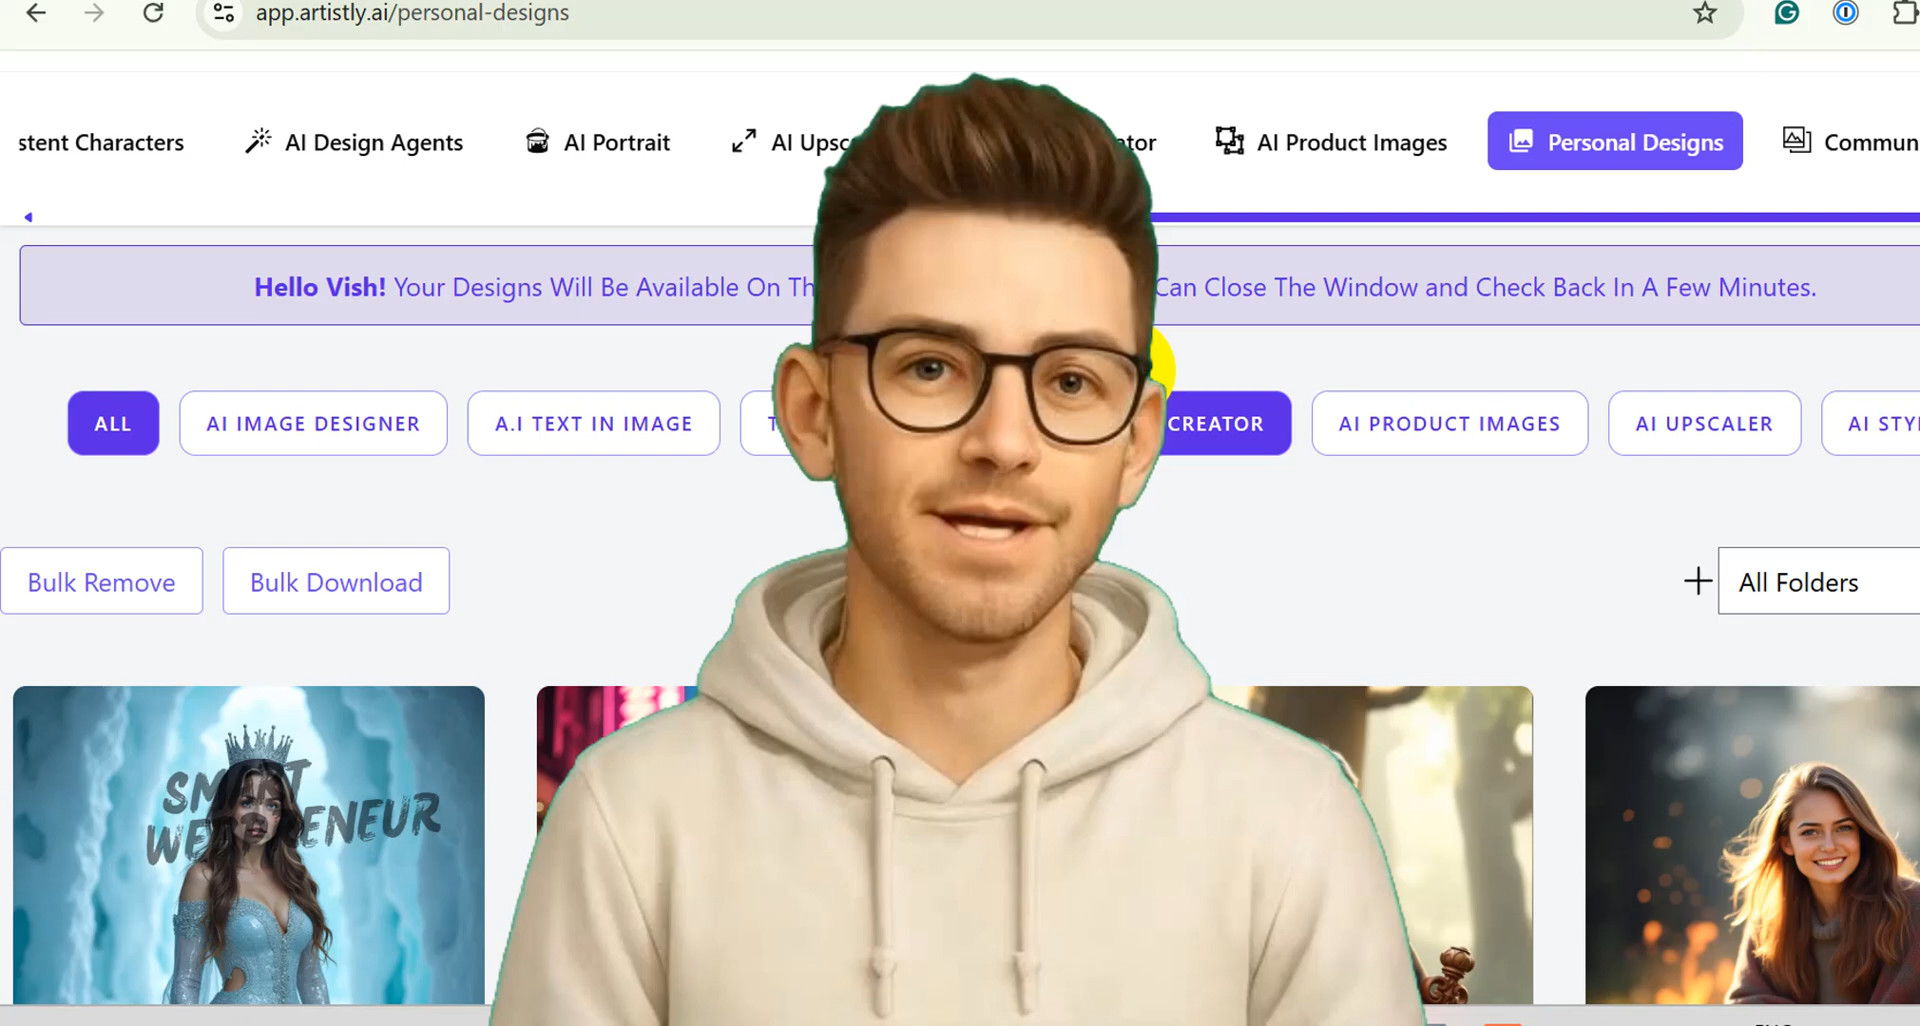 app.artistly.ai/personal-designs
stent Characters
AI Design Agents
AI Portrait
AI Upsc
tor
AI Product Images
Personal Designs
Commun
Hello Vish! Your Designs Will Be Available On Th
Can Close The Window and Check Back In A Few Minutes.
ALL
AI IMAGE DESIGNER
A.I TEXT IN IMAGE
T
CREATOR
AI PRODUCT IMAGES
AI UPSCALER
AI STY
Bulk Remove
Bulk Download
All Folders
SM RT
WE ENEUR